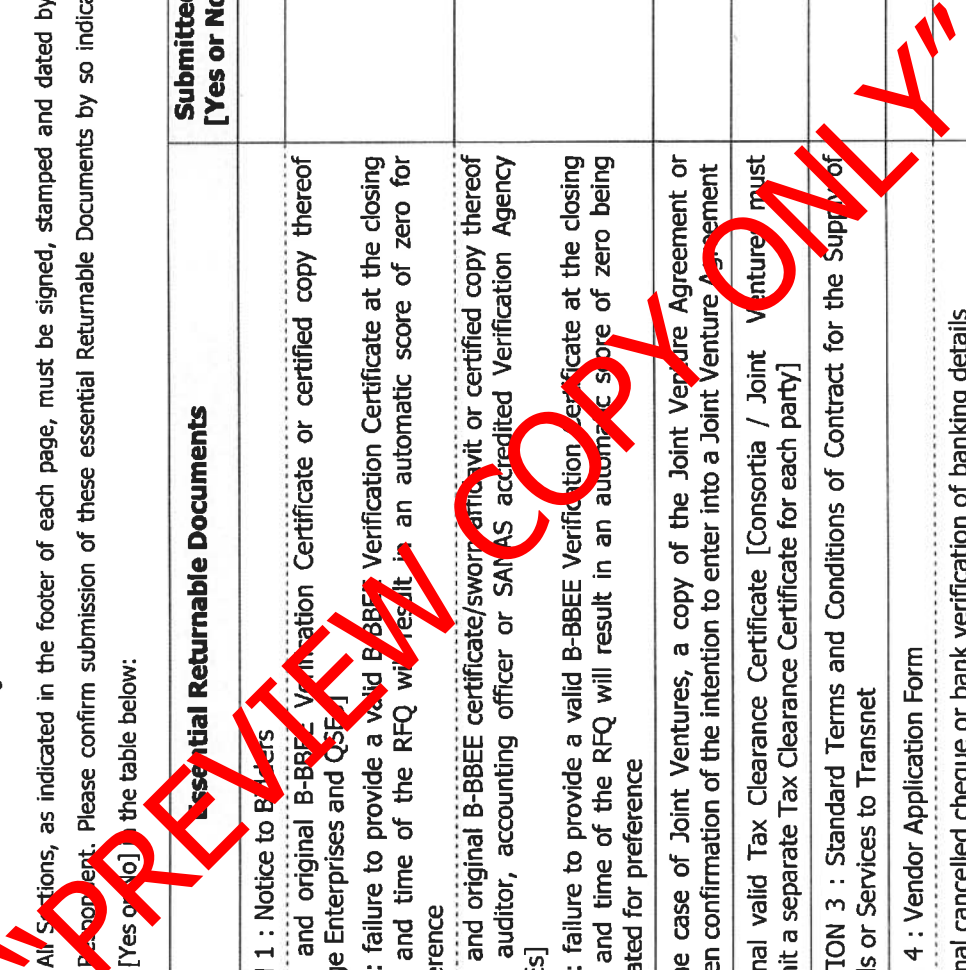 All Sections, as indicated in the footer of each page, must be signed, stamped and dated by
Respondent. Please confirm submission of these essential Returnable Documents by so
[Yes or No] in the table below:
Essential Returnable Documents
Submitted
[Yes or No
1 : Notice to Bidders
and original B-BBEE Verification Certificate or certified copy thereof
Enterprises and QSEs]
: failure to provide a valid B-BBEE Verification Certificate at the closing
and time of the RFQ will result in an automatic score of zero for
and original B-BBEE certificate/sworn affidavit or certified copy thereof
auditor, accounting officer or SANAS accredited Verification Agency
: failure to provide a valid B-BBEE Verification Certificate at the closing
and time of the RFQ will result in an automatic score of zero being
for preference
case of Joint Ventures, a copy of the Joint Venture Agreement or
confirmation of the intention to enter into a Joint Venture Agreement
valid Tax Clearance Certificate [Consortia / Joint Ventures must
a separate Tax Clearance Certificate for each party]
ION 3 : Standard Terms and Conditions of Contract for the Supply of
or Services to Transnet
4 : Vendor Application Form
cancelled cheque or bank verification of banking details
"PREVIEW COPY ONLY"